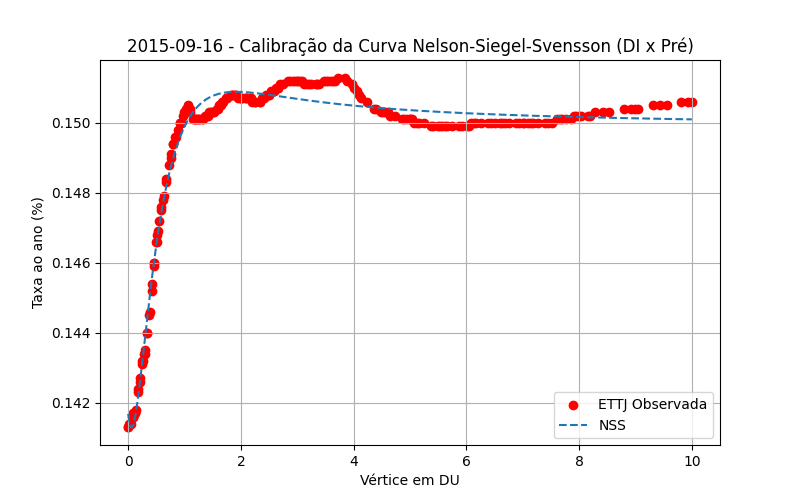 2015-09-16 - Calibração da Curva Nelson-Siegel-Svensson (DI x Pré)
Taxa ao ano (%)
0.150
0.148
0.146
0.144
0.142
ETTJ Observada
NSS
0 2 4 6 8 10
Vértice em DU